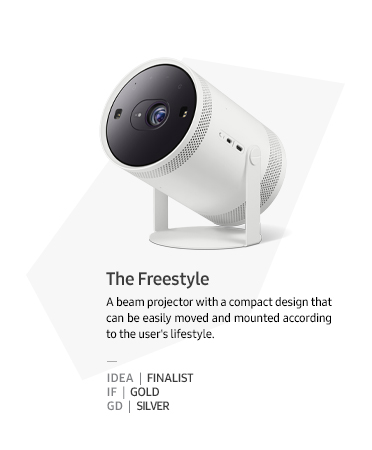 The Freestyle
A beam projector with a compact design that
can be easily moved and mounted according
to the user's lifestyle.
—
IDEA | FINALIST
IF | GOLD
GD | SILVER